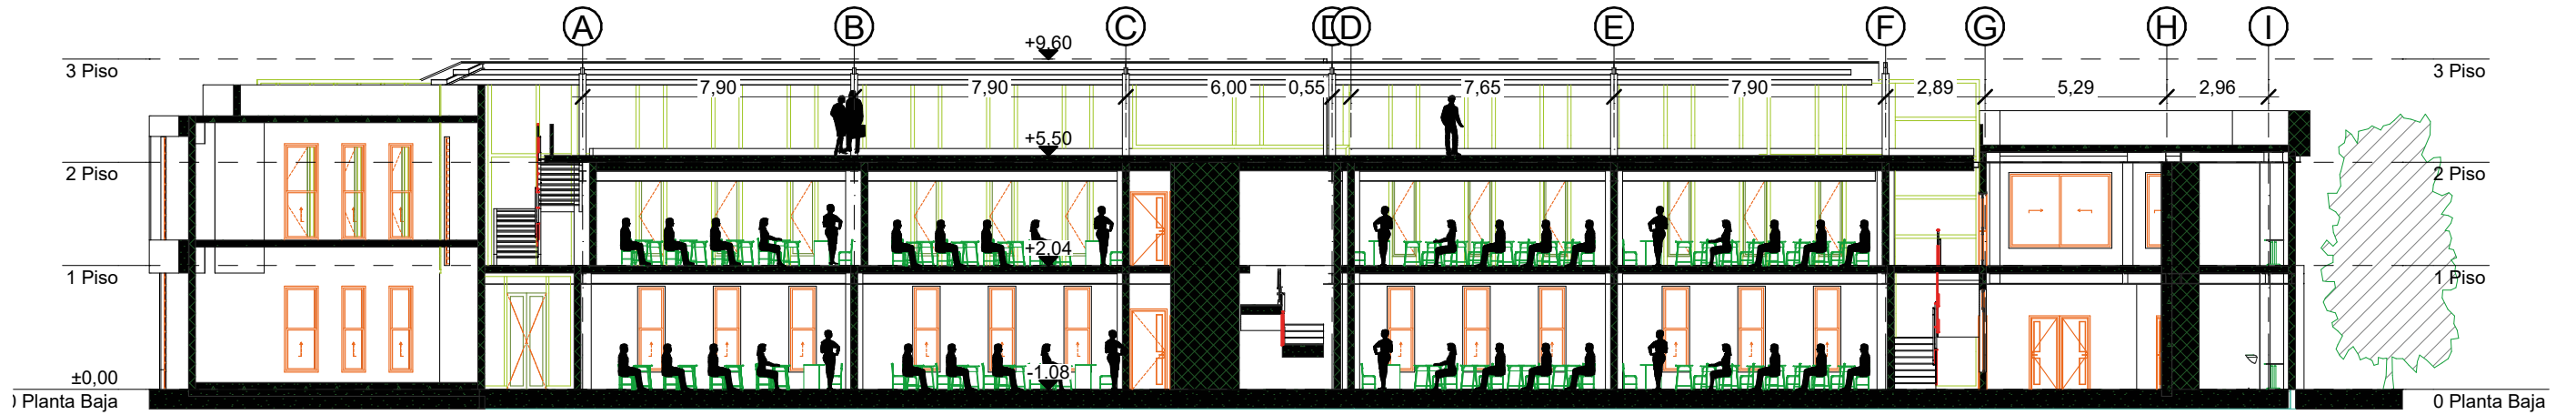 A B C D D E F G H I
+9,60
3 Piso 3 Piso
7,90 7,90 6,00 0,55 7,65 7,90 2,89 5,29 2,96
+5,50
2 Piso 2 Piso
+2,04
1 Piso 1 Piso
±0,00 -1,08
0 Planta Baja 0 Planta Baja